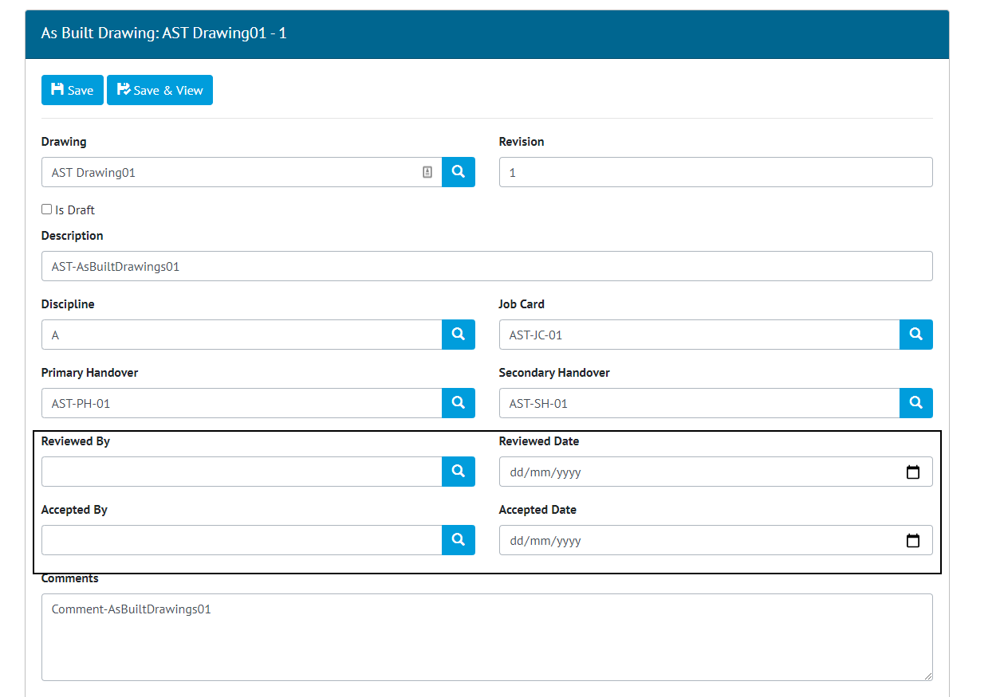 As Built Drawing: AST Drawing01 - 1
Save Save & View
Drawing Revision
AST Drawing01 1
Is Draft
Description
AST-AsBuiltDrawings01
Discipline Job Card
A AST-JC-01
Primary Handover Secondary Handover
AST-PH-01 AST-SH-01
Reviewed By Reviewed Date
dd/mm/yyyy
Accepted By Accepted Date
dd/mm/yyyy
Comments
Comment-AsBuiltDrawings01